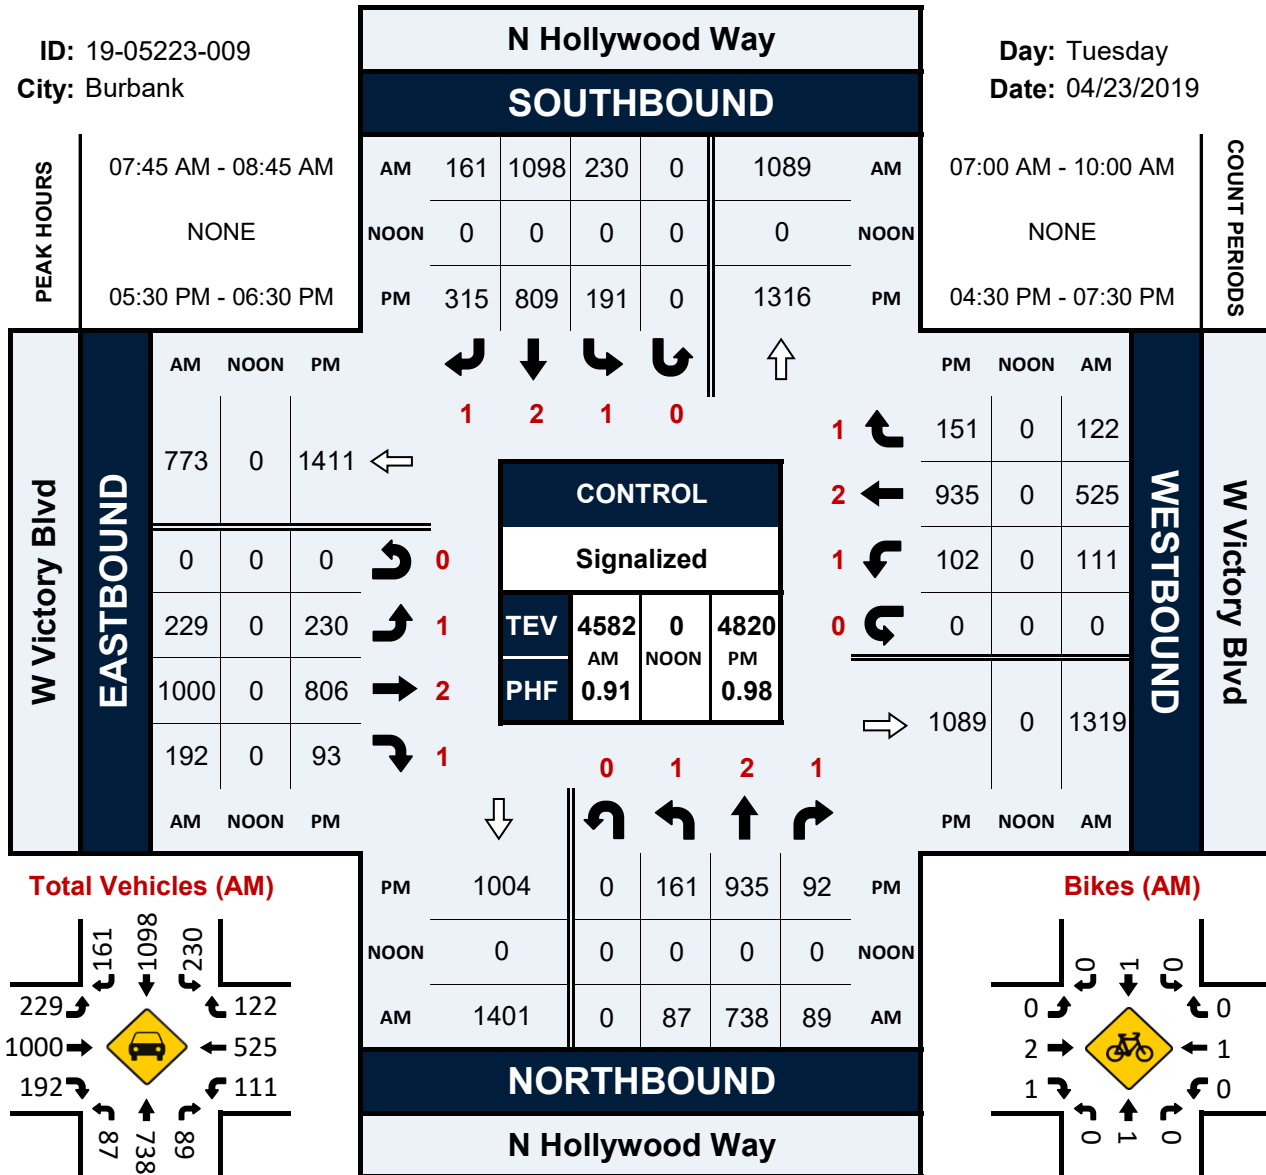 N Hollywood Way
ID: 19-05223-009
Day: Tuesday
City: Burbank
Date: 04/23/2019
SOUTHBOUND
PEAK HOURS
07:45 AM - 08:45 AM
AM 161 1098 230 0 1089 AM
07:00 AM - 10:00 AM
COUNT PERIODS
NONE
NOON 0 0 0 0 0 NOON
NONE
05:30 PM - 06:30 PM
PM 315 809 191 0 1316 PM
04:30 PM - 07:30 PM
AM NOON PM
PM NOON AM
1 2 1 0
1 151 0 122
773 0 1411
CONTROL
2 935 0 525
W Victory Blvd
EASTBOUND
WESTBOUND
W Victory Blvd
0 0 0 0
Signalized
1 102 0 111
229 0 230 1
TEV 4582 0 4820
AM NOON PM
0 0 0 0
1000 0 806 2
PHF 0.91 0.98
1089 0 1319
192 0 93 1
0 1 2 1
AM NOON PM
PM NOON AM
Total Vehicles (AM)
PM 1004 0 161 935 92 PM
Bikes (AM)
NOON 0 0 0 0 0 NOON
AM 1401 0 87 738 89 AM
161 1098 230
0 1 0
229 122
0 0
1000 525
2 1
192 111
1 0
87 738 89
0 1 0
NORTHBOUND
N Hollywood Way